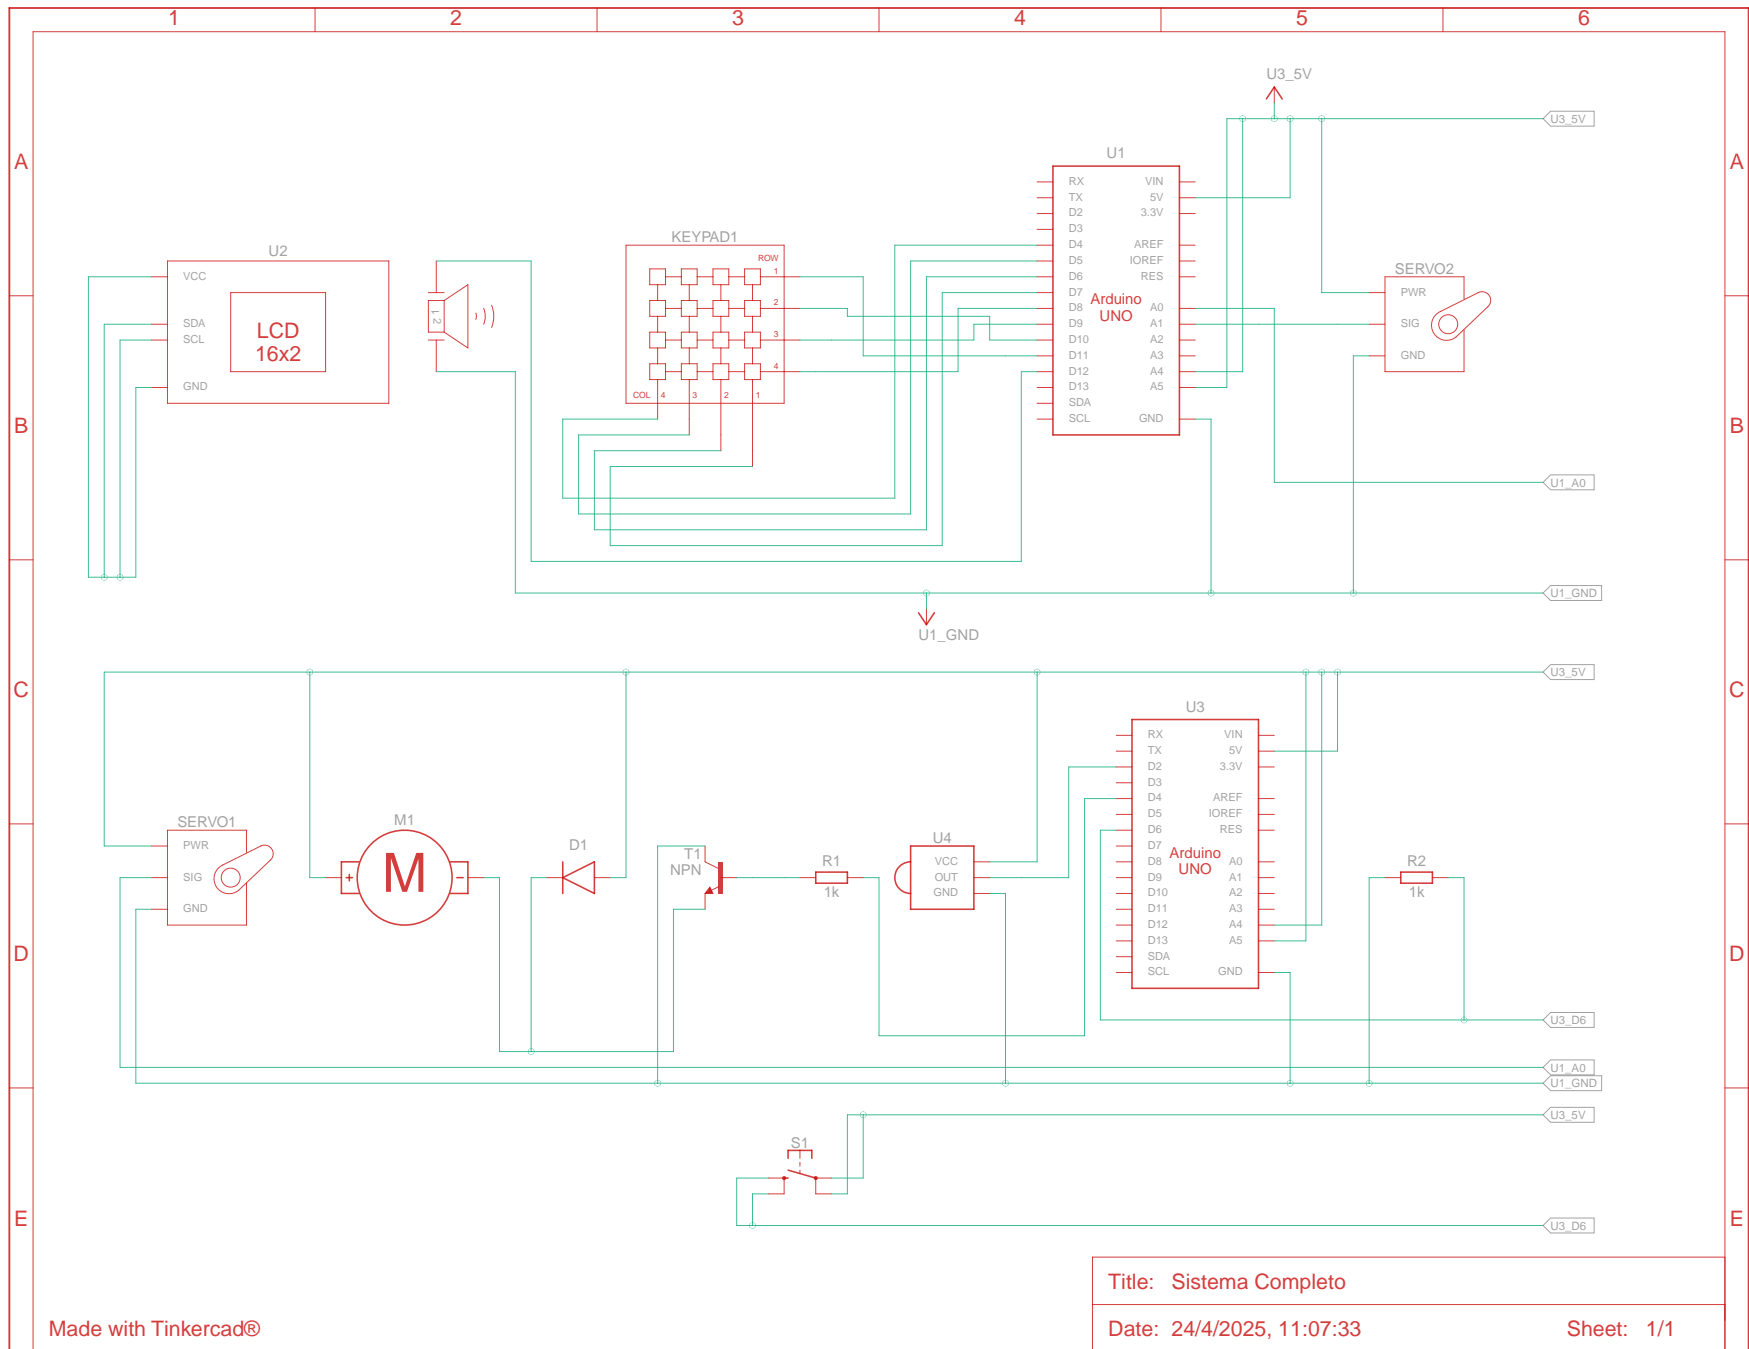 1 2 3 4 5 6
U3_5V
U3_5V
A A
U1
RX VIN
TX 5V
D2 3.3V
D3
D4 AREF
D5 IOREF
D6 RES
D7
D8 A0
D9 A1
D10 A2
D11 A3
D12 A4
D13 A5
SDA
SCL GND
Arduino
UNO
KEYPAD1
ROW
1
2
3
4
COL 4 3 2 1
U2
VCC
SDA
SCL
GND
LCD
16x2
1 2
SERVO2
PWR
SIG
GND
B B
U1_A0
U1_GND
U1_GND
U3_5V
C C
U3
RX VIN
TX 5V
D2 3.3V
D3
D4 AREF
D5 IOREF
D6 RES
D7
D8 A0
D9 A1
D10 A2
D11 A3
D12 A4
D13 A5
SDA
SCL GND
Arduino
UNO
SERVO1
PWR
SIG
GND
M1
+ M -
D1
T1
NPN
R1
1k
U4
VCC
OUT
GND
R2
1k
D D
U3_D6
U1_A0
U1_GND
U3_5V
S1
E E
U3_D6
Title: Sistema Completo
Made with Tinkercad®
Date: 24/4/2025, 11:07:33 Sheet: 1/1